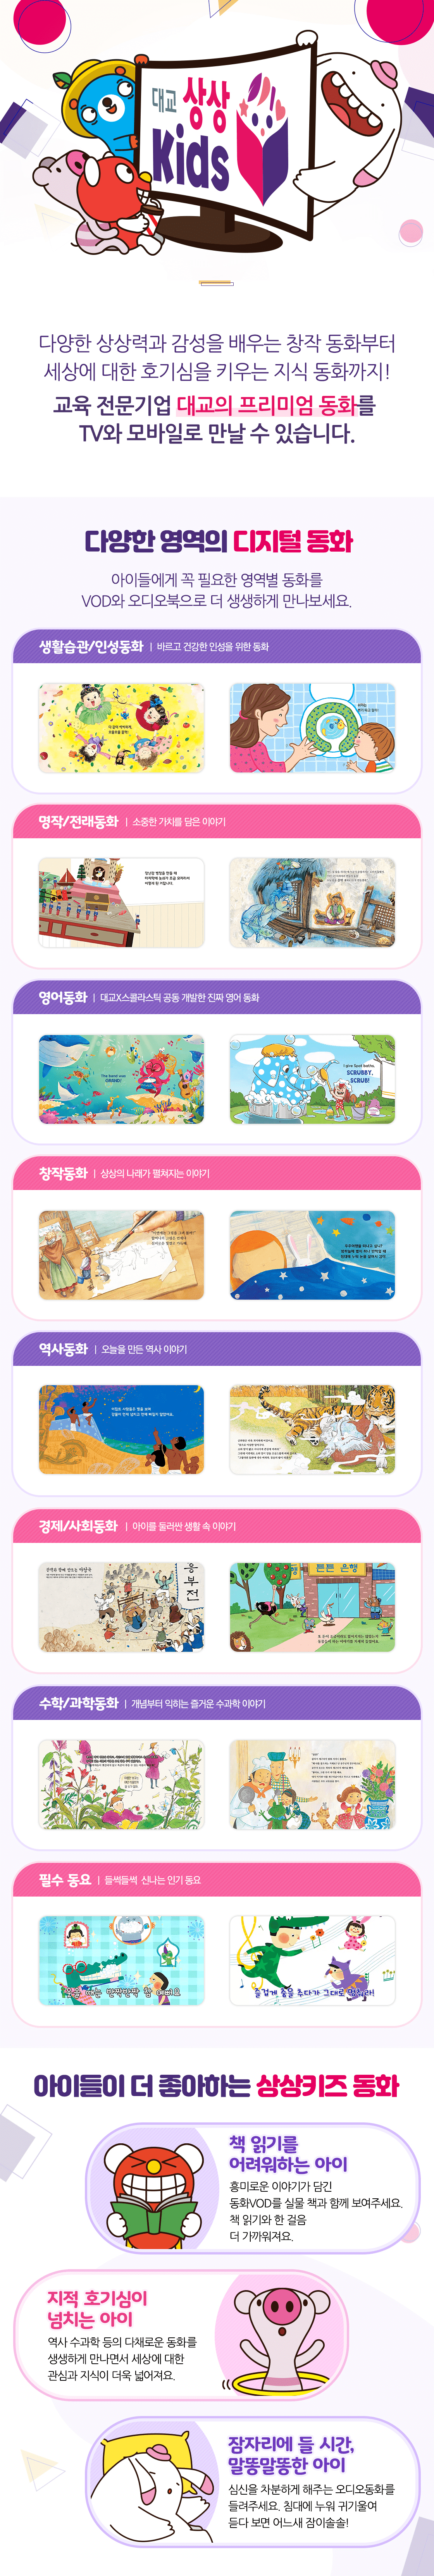 대교 상상
Kids
다양한 상상력과 감성을 배우는 창작 동화부터
세상에 대한 호기심을 키우는 지식 동화까지!
교육 전문기업 대교의 프리미엄 동화를
TV와 모바일로 만날 수 있습니다.
다양한 영역의 디지털 동화
아이들에게 꼭 필요한 영역별 동화를
VOD와 오디오북으로 더 생생하게 만나보세요.
생활습관/인성동화 | 바르고 건강한 인성을 위한 동화
명작/전래동화 | 소중한 가치를 담은 이야기
영어동화 | 대교X스콜라스틱 공동 개발한 진짜 영어 동화
The band was
GRAND!
I give Spot baths.
SCRUBBY,
SCRUB!
창작동화 | 상상의 나래가 펼쳐지는 이야기
역사동화 | 오늘을 만든 역사 이야기
경제/사회동화 | 아이를 둘러싼 생활 속 이야기
흥부전
튼튼 은행
수학/과학동화 | 개념부터 익히는 즐거운 수과학 이야기
필수 동요 | 들썩들썩 신나는 인기 동요
즐겁게 춤을 추다가 그대로 멈춰라!
아이들이 더 좋아하는 상상키즈 동화
책 읽기를
어려워하는 아이
흥미로운 이야기가 담긴
동화VOD를 실물 책과 함께 보여주세요.
책 읽기와 한 걸음
더 가까워져요.
지적 호기심이
넘치는 아이
역사 수과학 등의 다채로운 동화를
생생하게 만나면서 세상에 대한
관심과 지식이 더욱 넓어져요.
잠자리에 들 시간,
말똥말똥한 아이
심신을 차분하게 해주는 오디오동화를
들려주세요. 침대에 누워 귀기울여
듣다 보면 어느새 잠이솔솔!